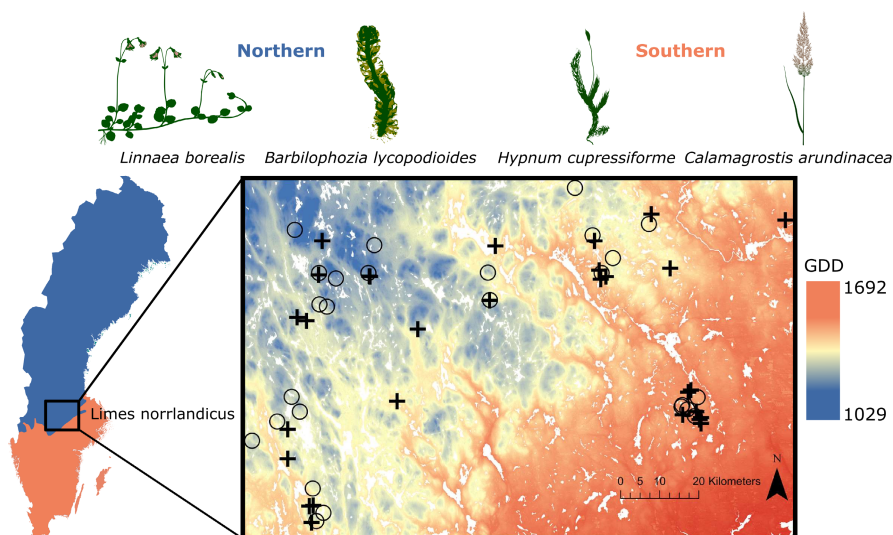 Northern
Southern
Linnaea borealis
Barbilophozia lycopodioides
Hypnum cupressiforme
Calamagrostis arundinacea
GDD
1692
1029
Limes norrlandicus
N
0 5 10 20 Kilometers